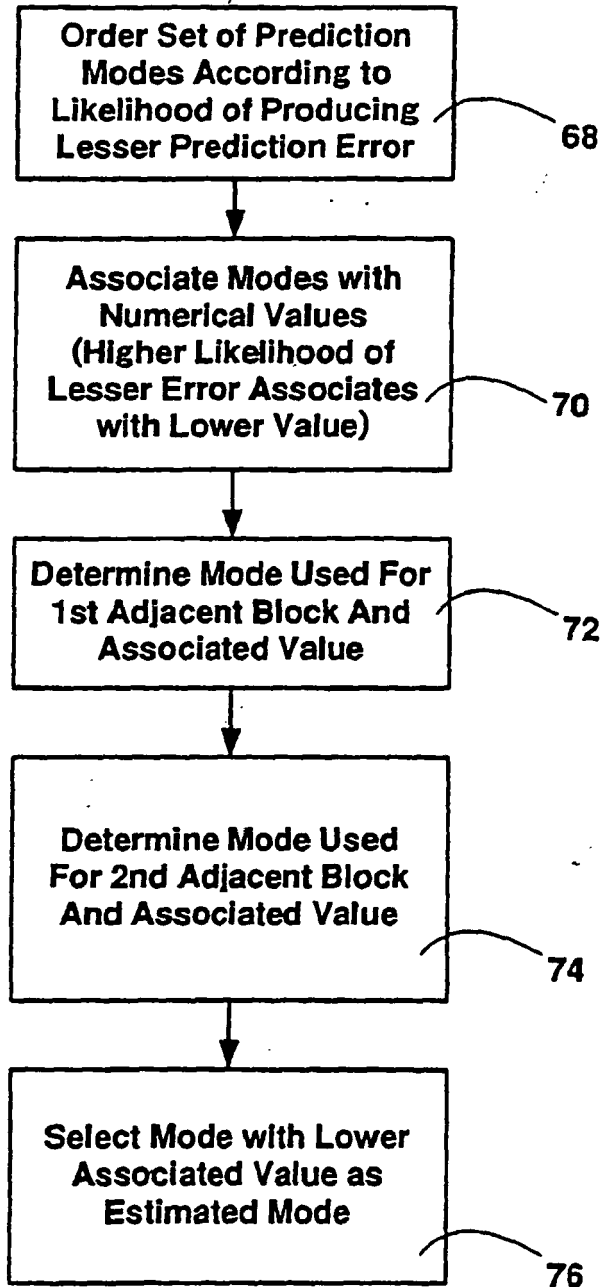 Order Set of Prediction
Modes According to
Likelihood of Producing
Lesser Prediction Error
68
Associate Modes with
Numerical Values
(Higher Likelihood of
Lesser Error Associates
with Lower Value)
70
Determine Mode Used For
1st Adjacent Block And
Associated Value
72
Determine Mode Used
For 2nd Adjacent Block
And Associated Value
74
Select Mode with Lower
Associated Value as
Estimated Mode
76